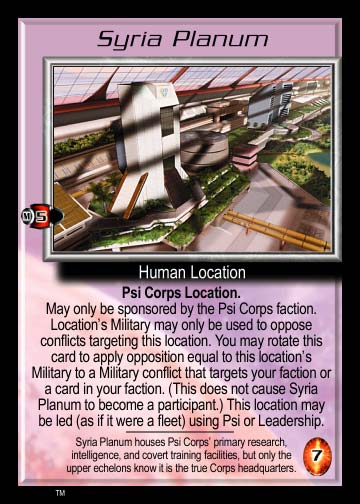 Syria Planum
M 5
Human Location
Psi Corps Location.
May only be sponsored by the Psi Corps faction.
Location's Military may only be used to oppose
conflicts targeting this location. You may rotate this
card to apply opposition equal to this location's
Military to a Military conflict that targets your faction or
a card in your faction. (This does not cause Syria
Planum to become a participant.) This location may
be led (as if it were a fleet) using Psi or Leadership.
Syria Planum houses Psi Corps' primary research,
intelligence, and covert training facilities, but only the
upper echelons know it is the true Corps headquarters.
7
TM